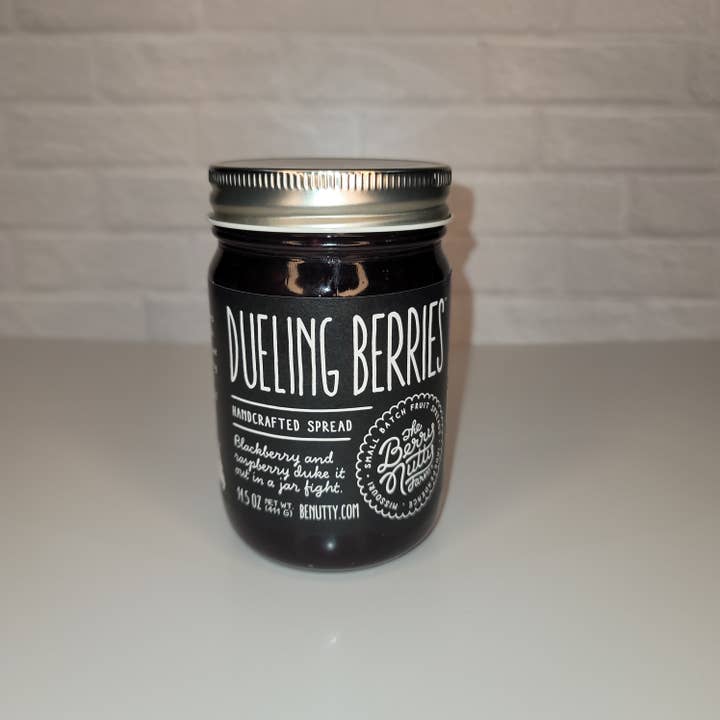 DUELING BERRIES
HANDCRAFTED SPREAD
Blackberry and
raspberry duke it
out in a jar fight.
14.5 OZ NET WT. (411 G) BENUTTY.COM
SMALL BATCH FRUIT
MISSOURI
The
Berry
Nutty
Farm